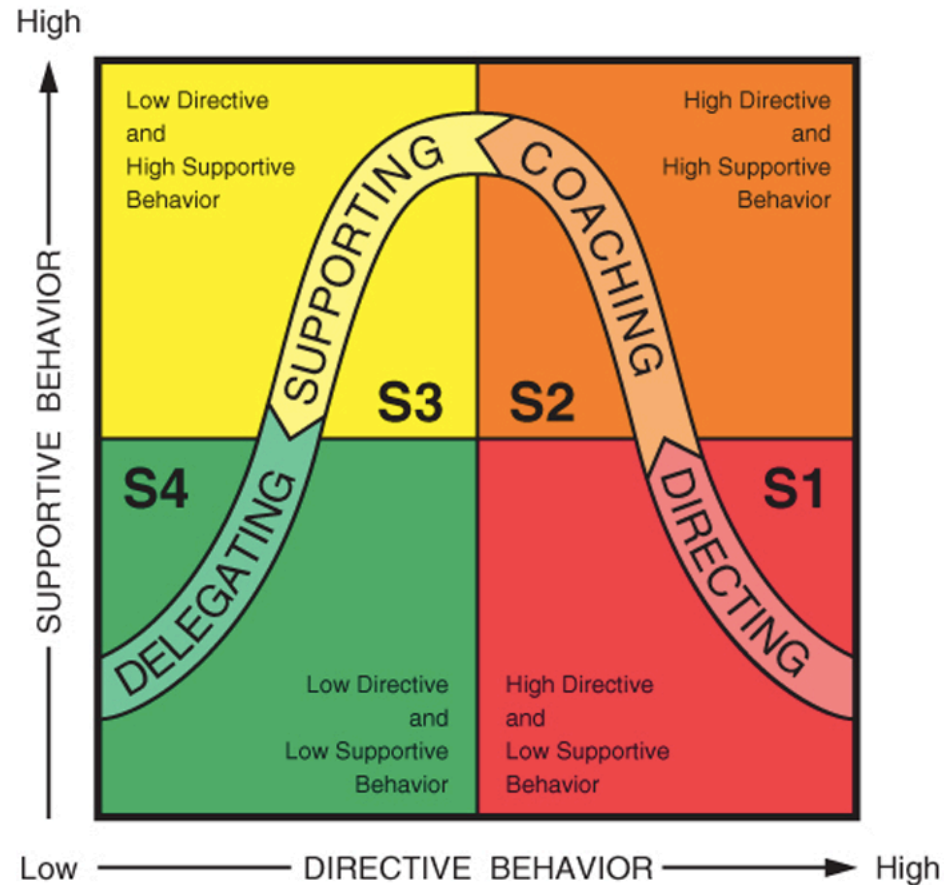 High
Low Directive
and
High Supportive
Behavior
High Directive
and
High Supportive
Behavior
SUPPORTING
COACHING
SUPPORTIVE BEHAVIOR
S3
S2
S4
S1
DELEGATING
DIRECTING
Low Directive
and
Low Supportive
Behavior
High Directive
and
Low Supportive
Behavior
Low
DIRECTIVE BEHAVIOR
High